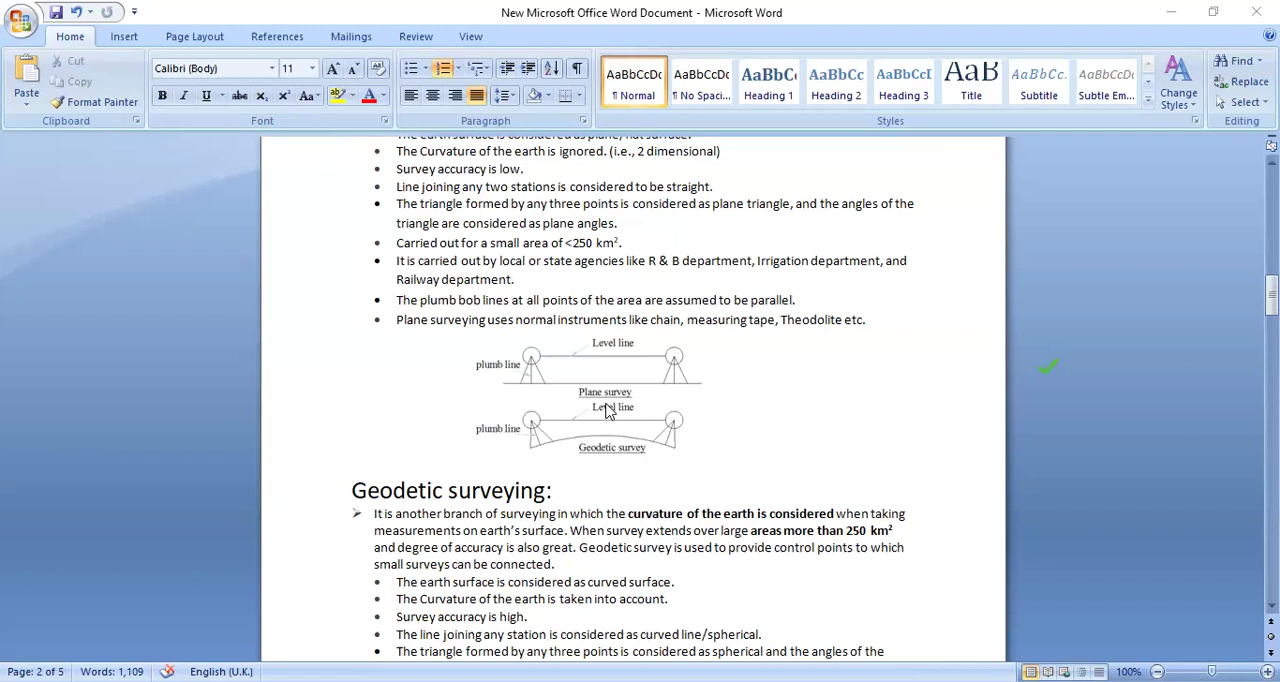 New Microsoft Office Word Document - Microsoft Word
Home Insert Page Layout References Mailings Review View
Paste
Cut
Copy
Format Painter
Clipboard
Calibri (Body) 11
B I U abc X₂ X² Aa
Font
Paragraph
AaBbCcDc AaBbCcDc AaBbC AaBbCc AaBbCcI AaB AaBbCc. AaBbCcDc
¶ Normal ¶ No Spaci... Heading 1 Heading 2 Heading 3 Title Subtitle Subtle Em...
Change
Styles
Styles
Find
Replace
Select
Editing
The Curvature of the earth is ignored. (i.e., 2 dimensional)
Survey accuracy is low.
Line joining any two stations is considered to be straight.
The triangle formed by any three points is considered as plane triangle, and the angles of the
triangle are considered as plane angles.
Carried out for a small area of <250 km².
It is carried out by local or state agencies like R & B department, Irrigation department, and
Railway department.
The plumb bob lines at all points of the area are assumed to be parallel.
Plane surveying uses normal instruments like chain, measuring tape, Theodolite etc.
Level line
plumb line
Plane survey
Level line
plumb line
Geodetic survey
Geodetic surveying:
It is another branch of surveying in which the curvature of the earth is considered when taking
measurements on earth's surface. When survey extends over large areas more than 250 km²
and degree of accuracy is also great. Geodetic survey is used to provide control points to which
small surveys can be connected.
The earth surface is considered as curved surface.
The Curvature of the earth is taken into account.
Survey accuracy is high.
The line joining any station is considered as curved line/spherical.
The triangle formed by any three points is considered as spherical and the angles of the
Page: 2 of 5 Words: 1,109 English (U.K.) 100%